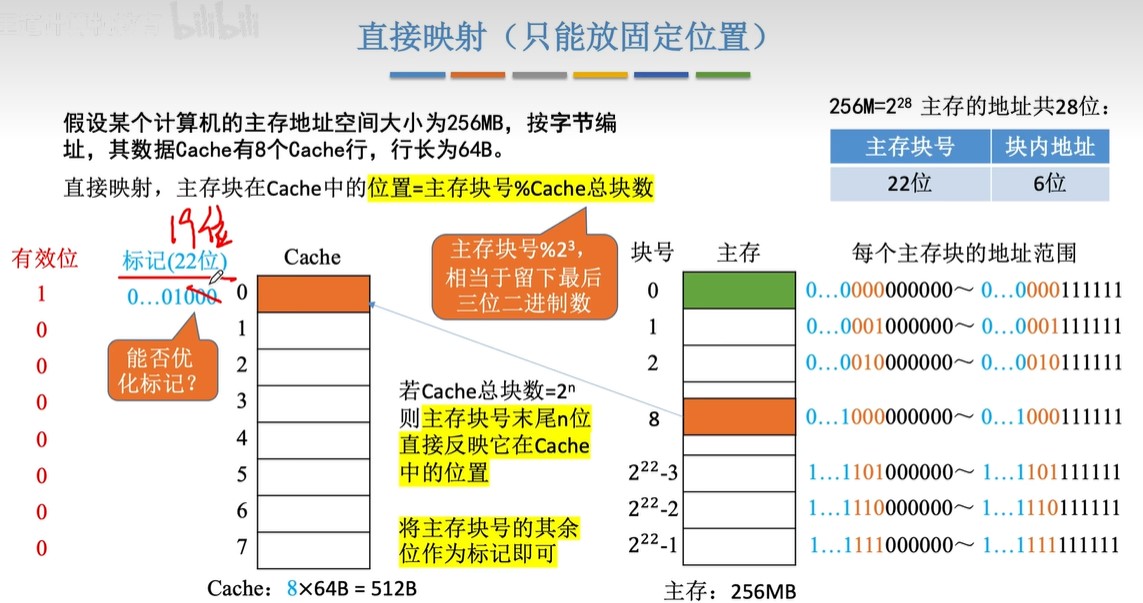 bilibili
直接映射（只能放固定位置）
假设某个计算机的主存地址空间大小为256MB，按字节编
址，其数据Cache有8个Cache行，行长为64B。
直接映射，主存块在Cache中的位置=主存块号%Cache总块数
256M=2²⁸ 主存的地址共28位：
主存块号 块内地址
22位 6位
19位
有效位 标记(22位) Cache
1 0…01000 0
0 1
0 2
0 3
0 4
0 5
0 6
0 7
能否优
化标记？
Cache：8×64B = 512B
主存块号%2³，
相当于留下最后
三位二进制数
若Cache总块数=2ⁿ
则主存块号末尾n位
直接反映它在Cache
中的位置
将主存块号的其余
位作为标记即可
块号 主存 每个主存块的地址范围
0 0…0000000000～ 0…0000111111
1 0…0001000000～ 0…0001111111
2 0…0010000000～ 0…0010111111
8 0…1000000000～ 0…1000111111
2²²-3 1…1101000000～ 1…1101111111
2²²-2 1…1110000000～ 1…1110111111
2²²-1 1…1111000000～ 1…1111111111
主存：256MB